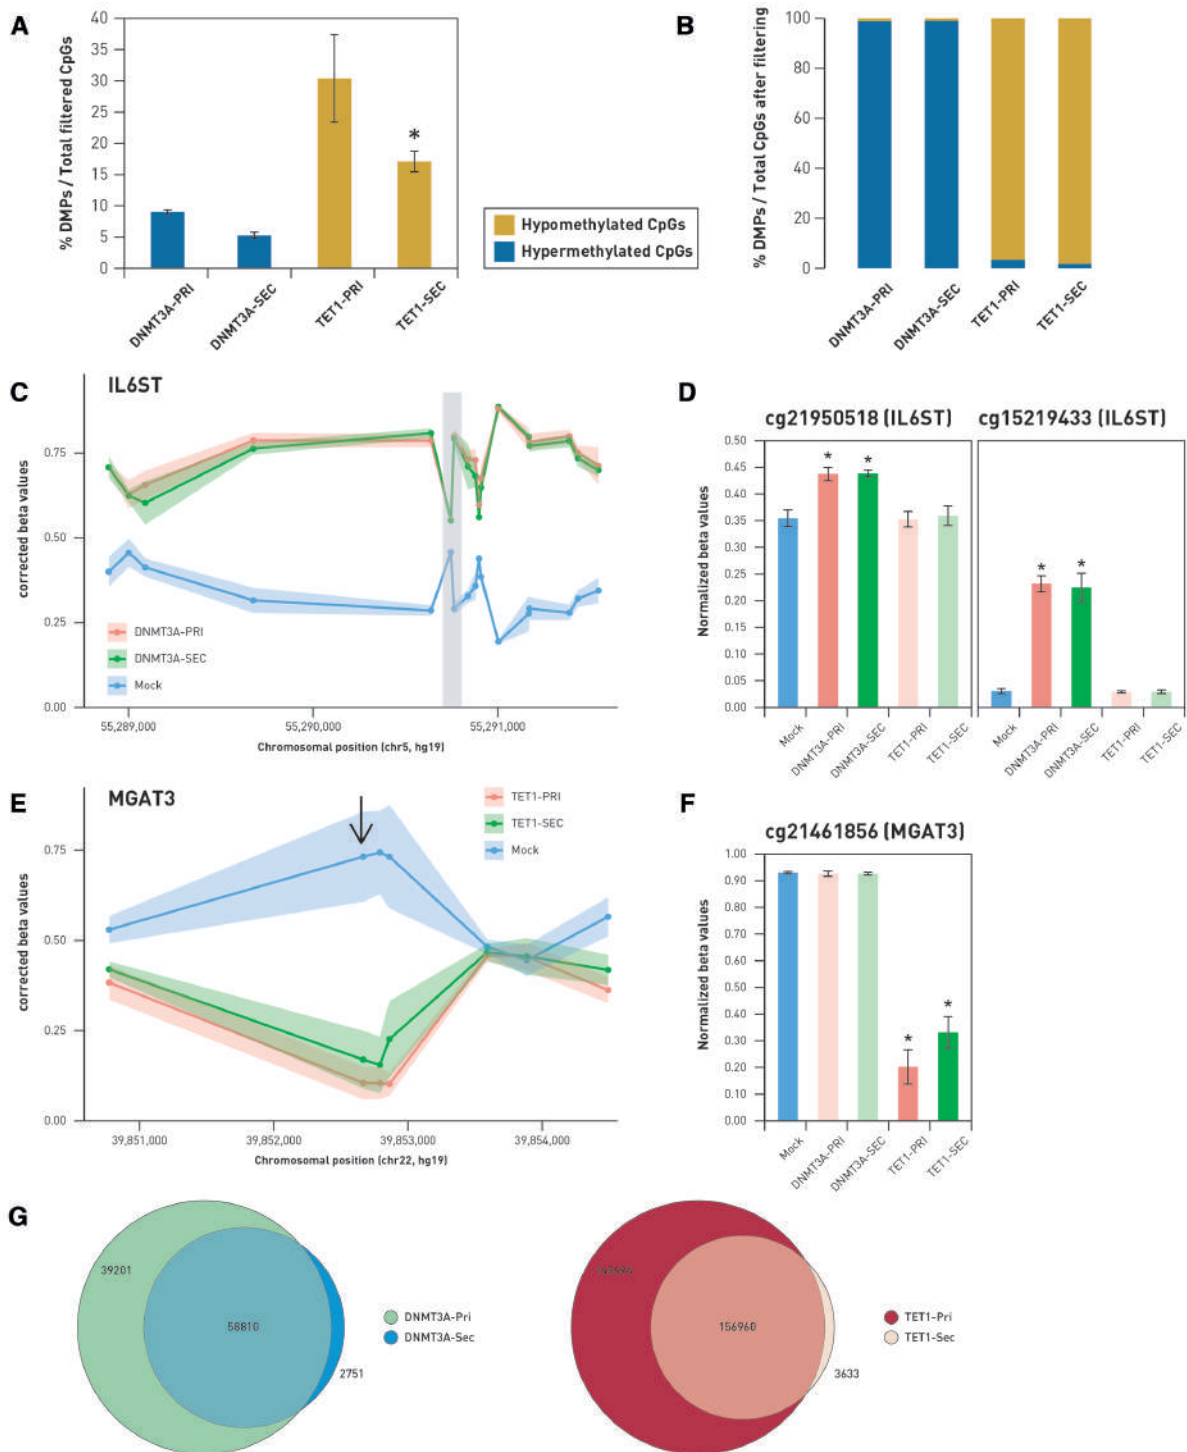 A
% DMPs / Total filtered CpGs
40
35
30
25
20
15
10
5
0
DNMT3A-PRI
DNMT3A-SEC
TET1-PRI
TET1-SEC
*
Hypomethylated CpGs
Hypermethylated CpGs
B
% DMPs / Total CpGs after filtering
100
80
60
40
20
0
DNMT3A-PRI
DNMT3A-SEC
TET1-PRI
TET1-SEC
C
IL6ST
corrected beta values
0.75
0.50
0.25
0.00
DNMT3A-PRI
DNMT3A-SEC
Mock
55,289,000
55,290,000
55,291,000
Chromosomal position (chr5, hg19)
D
cg21950518 (IL6ST)
cg15219433 (IL6ST)
Normalized beta values
0.50
0.45
0.40
0.35
0.30
0.25
0.20
0.15
0.10
0.05
0.00
* *
* *
Mock
DNMT3A-PRI
DNMT3A-SEC
TET1-PRI
TET1-SEC
Mock
DNMT3A-PRI
DNMT3A-SEC
TET1-PRI
TET1-SEC
E
MGAT3
corrected beta values
0.75
0.50
0.25
0.00
TET1-PRI
TET1-SEC
Mock
39,851,000
39,852,000
39,853,000
39,854,000
Chromosomal position (chr22, hg19)
F
cg21461856 (MGAT3)
Normalized beta values
1.00
0.90
0.80
0.70
0.60
0.50
0.40
0.30
0.20
0.10
0.00
* *
Mock
DNMT3A-PRI
DNMT3A-SEC
TET1-PRI
TET1-SEC
G
39201
58810
2751
DNMT3A-Pri
DNMT3A-Sec
156960
3633
TET1-Pri
TET1-Sec